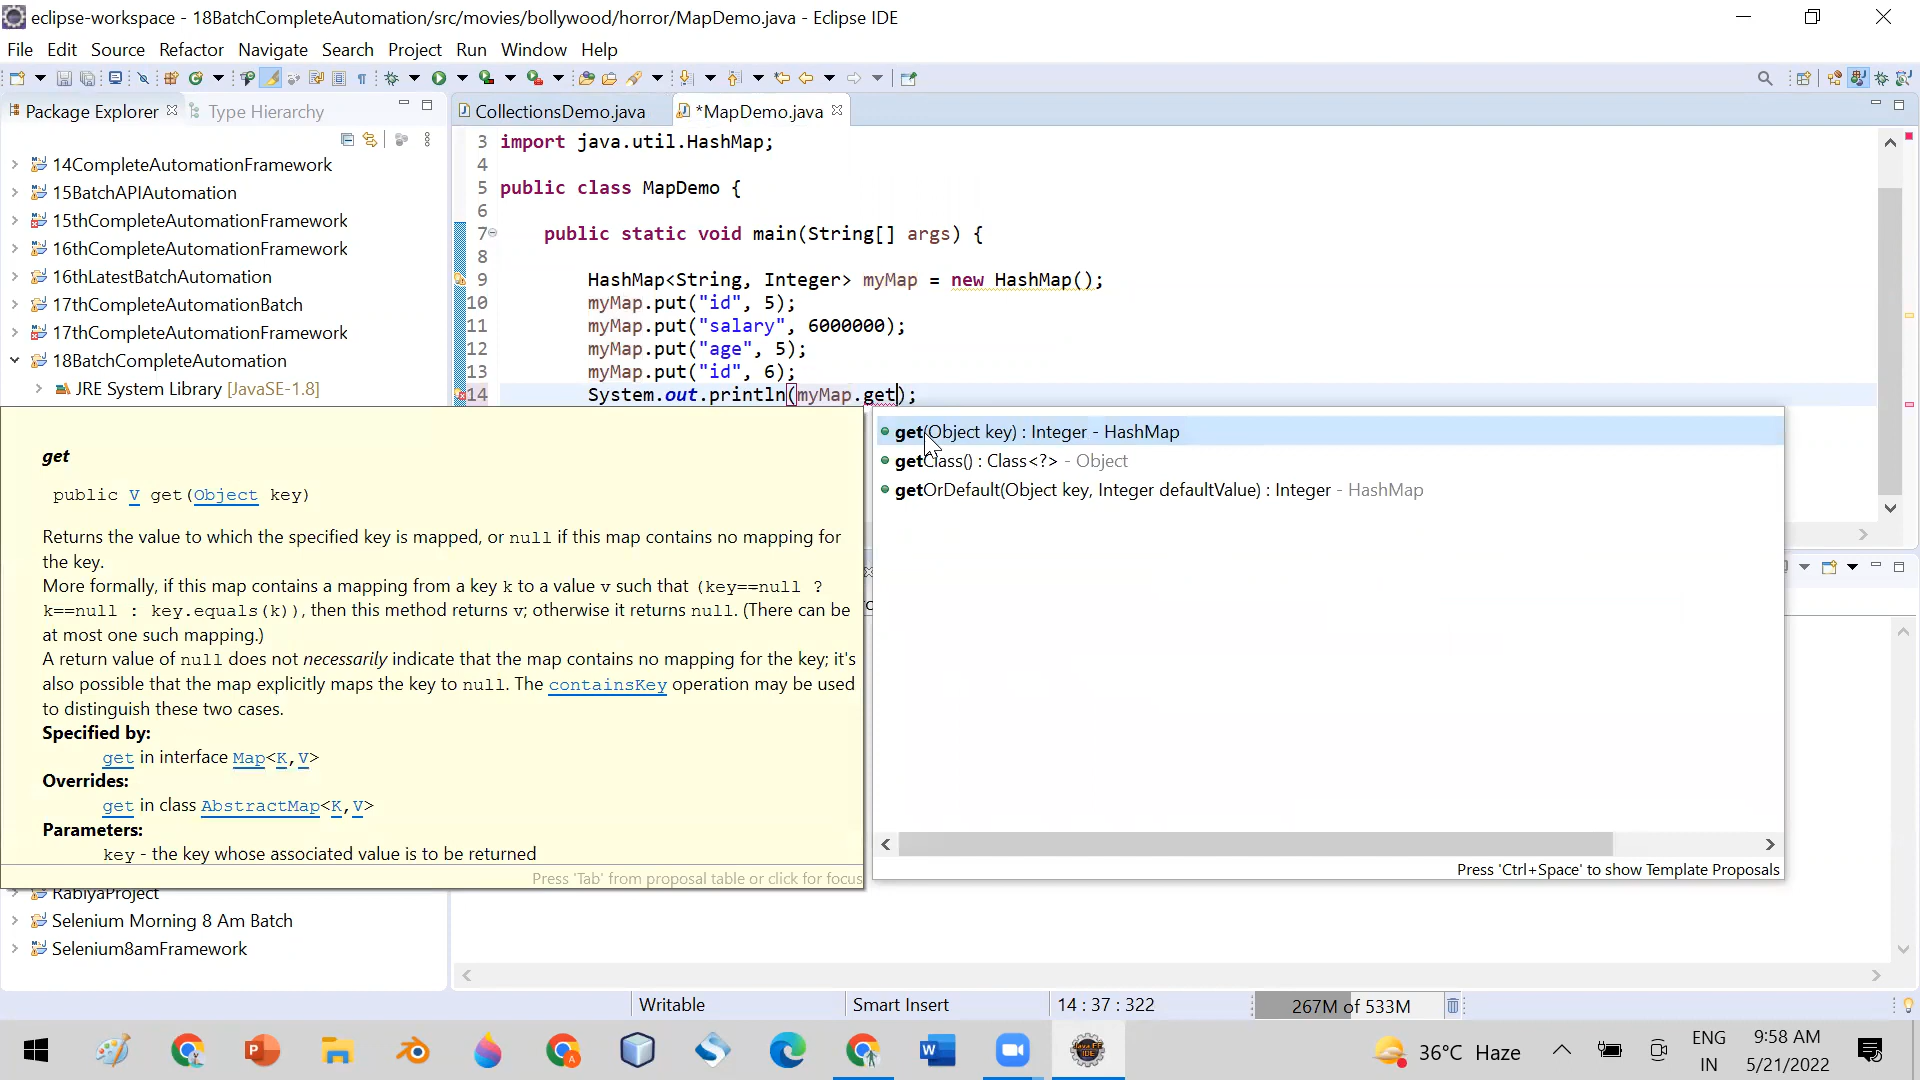 eclipse-workspace - 18BatchCompleteAutomation/src/movies/bollywood/horror/MapDemo.java - Eclipse IDE
File Edit Source Refactor Navigate Search Project Run Window Help
Package Explorer Type Hierarchy
CollectionsDemo.java *MapDemo.java
14CompleteAutomationFramework
15BatchAPIAutomation
15thCompleteAutomationFramework
16thCompleteAutomationFramework
16thLatestBatchAutomation
17thCompleteAutomationBatch
17thCompleteAutomationFramework
18BatchCompleteAutomation
JRE System Library [JavaSE-1.8]
3 import java.util.HashMap;
4
5 public class MapDemo {
6
7 public static void main(String[] args) {
8
9 HashMap<String, Integer> myMap = new HashMap();
10 myMap.put("id", 5);
11 myMap.put("salary", 6000000);
12 myMap.put("age", 5);
13 myMap.put("id", 6);
14 System.out.println(myMap.get);
get
public V get(Object key)
Returns the value to which the specified key is mapped, or null if this map contains no mapping for
the key.
More formally, if this map contains a mapping from a key k to a value v such that (key==null ?
k==null : key.equals(k)), then this method returns v; otherwise it returns null. (There can be
at most one such mapping.)
A return value of null does not necessarily indicate that the map contains no mapping for the key; it's
also possible that the map explicitly maps the key to null. The containsKey operation may be used
to distinguish these two cases.
Specified by:
get in interface Map<K,V>
Overrides:
get in class AbstractMap<K,V>
Parameters:
key - the key whose associated value is to be returned
Press 'Tab' from proposal table or click for focus
get(Object key) : Integer - HashMap
getClass() : Class<?> - Object
getOrDefault(Object key, Integer defaultValue) : Integer - HashMap
Press 'Ctrl+Space' to show Template Proposals
RabiyaProject
Selenium Morning 8 Am Batch
Selenium8amFramework
Writable Smart Insert 14 : 37 : 322 267M of 533M
36°C Haze ENG IN 9:58 AM 5/21/2022